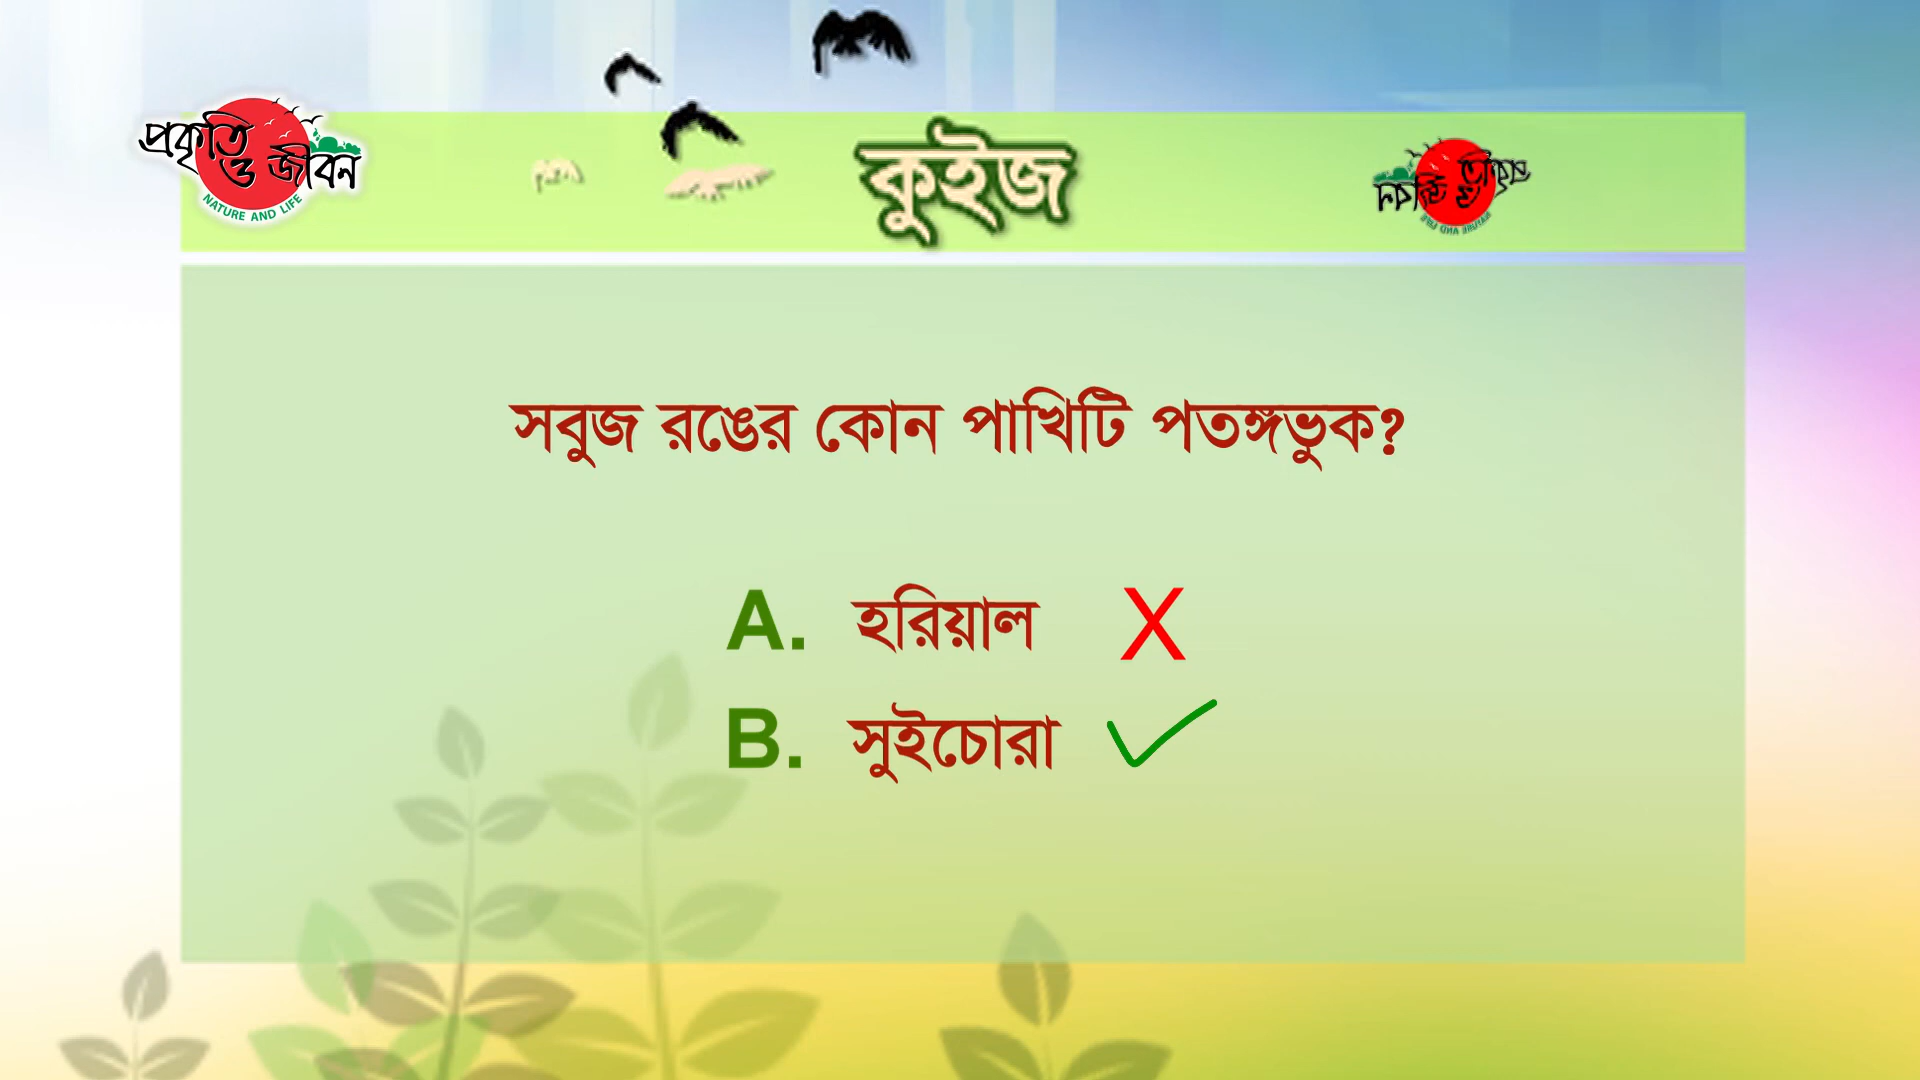 প্রকৃতি ও জীবন
NATURE AND LIFE
কুইজ
সবুজ রঙের কোন পাখিটি পতঙ্গভুক?
A. হরিয়াল X
B. সুইচোরা